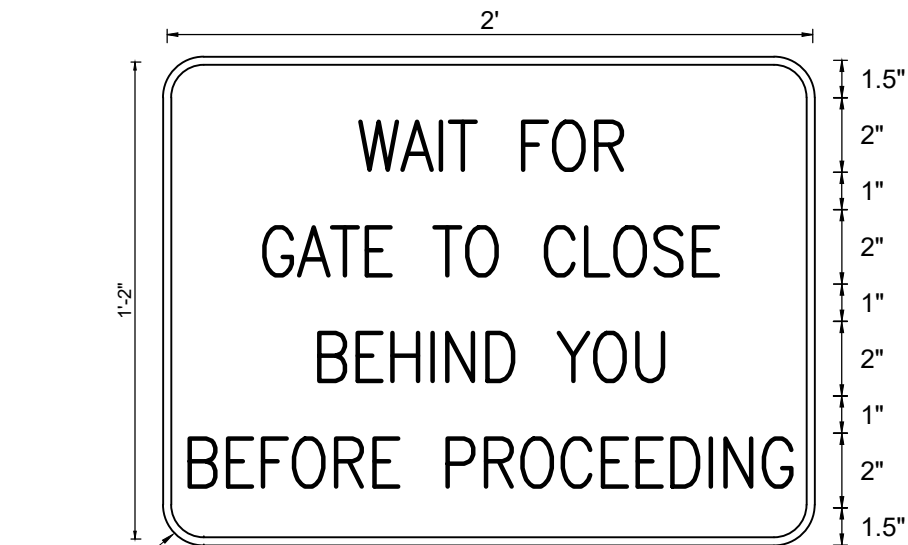 2'
WAIT FOR
GATE TO CLOSE
BEHIND YOU
BEFORE PROCEEDING
1'-2"
1.5"
2"
1"
2"
1"
2"
1"
2"
1.5"